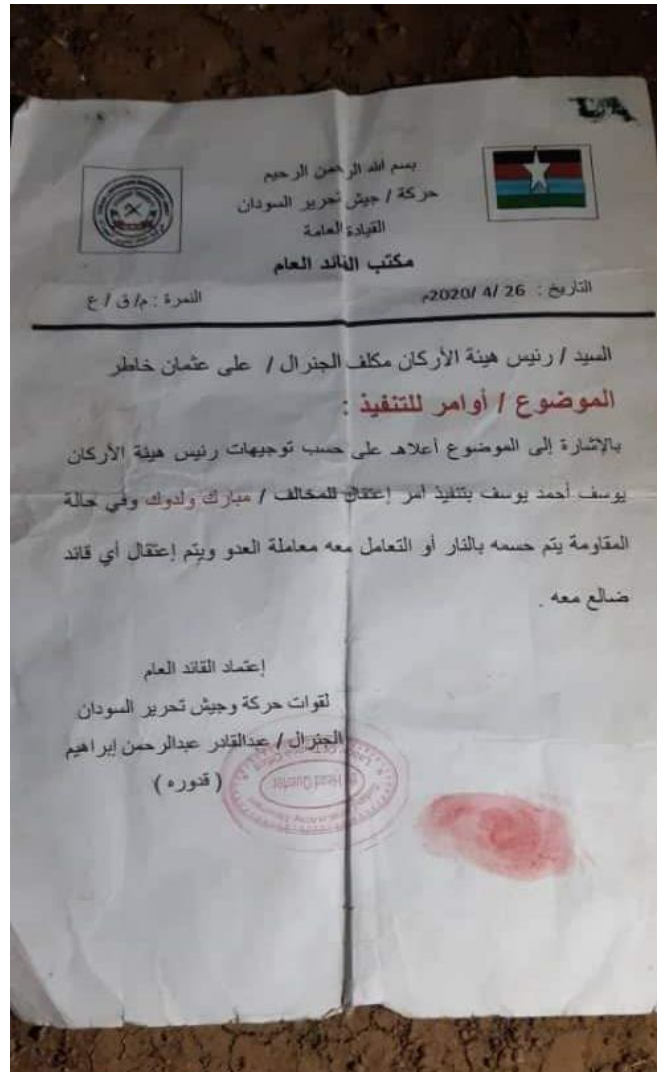 بسم الله الرحمن الرحيم
حركة / جيش تحرير السودان
القيادة العامة
مكتب القائد العام
التاريخ : 26 /4 /2020م
النمرة : م/ ق / ع
السيد / رئيس هيئة الأركان مكلف الجنرال / على عثمان خاطر
الموضوع / أوامر للتنفيذ :
بالإشارة إلى الموضوع أعلاه على حسب توجيهات رئيس هيئة الأركان
يوسف أحمد يوسف بتنفيذ أمر إعتقال للمخالف / مبارك ولدوك وفي حالة
المقاومة يتم حسمه بالنار أو التعامل معه معاملة العدو ويتم إعتقال أي قائد
ضالع معه .
إعتماد القائد العام
لقوات حركة وجيش تحرير السودان
الجنرال / عبدالقادر عبدالرحمن إبراهيم
( قدوره )
Head Quarter